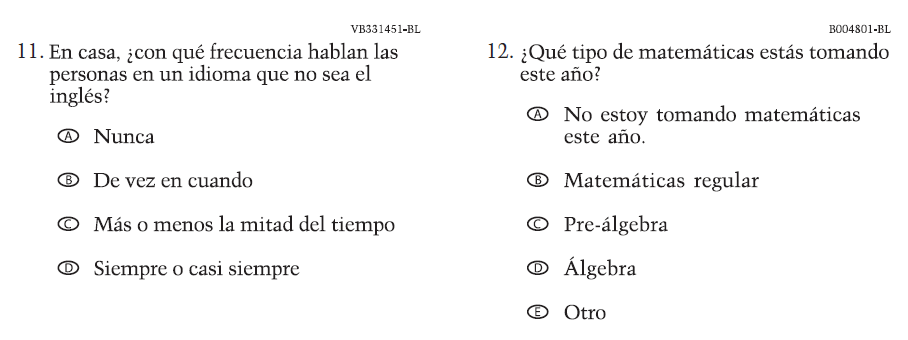 VB331451-BL
11. En casa, ¿con qué frecuencia hablan las
personas en un idioma que no sea el
inglés?
Ⓐ Nunca
Ⓑ De vez en cuando
Ⓒ Más o menos la mitad del tiempo
Ⓓ Siempre o casi siempre
B004801-BL
12. ¿Qué tipo de matemáticas estás tomando
este año?
Ⓐ No estoy tomando matemáticas
este año.
Ⓑ Matemáticas regular
Ⓒ Pre-álgebra
Ⓓ Álgebra
Ⓔ Otro